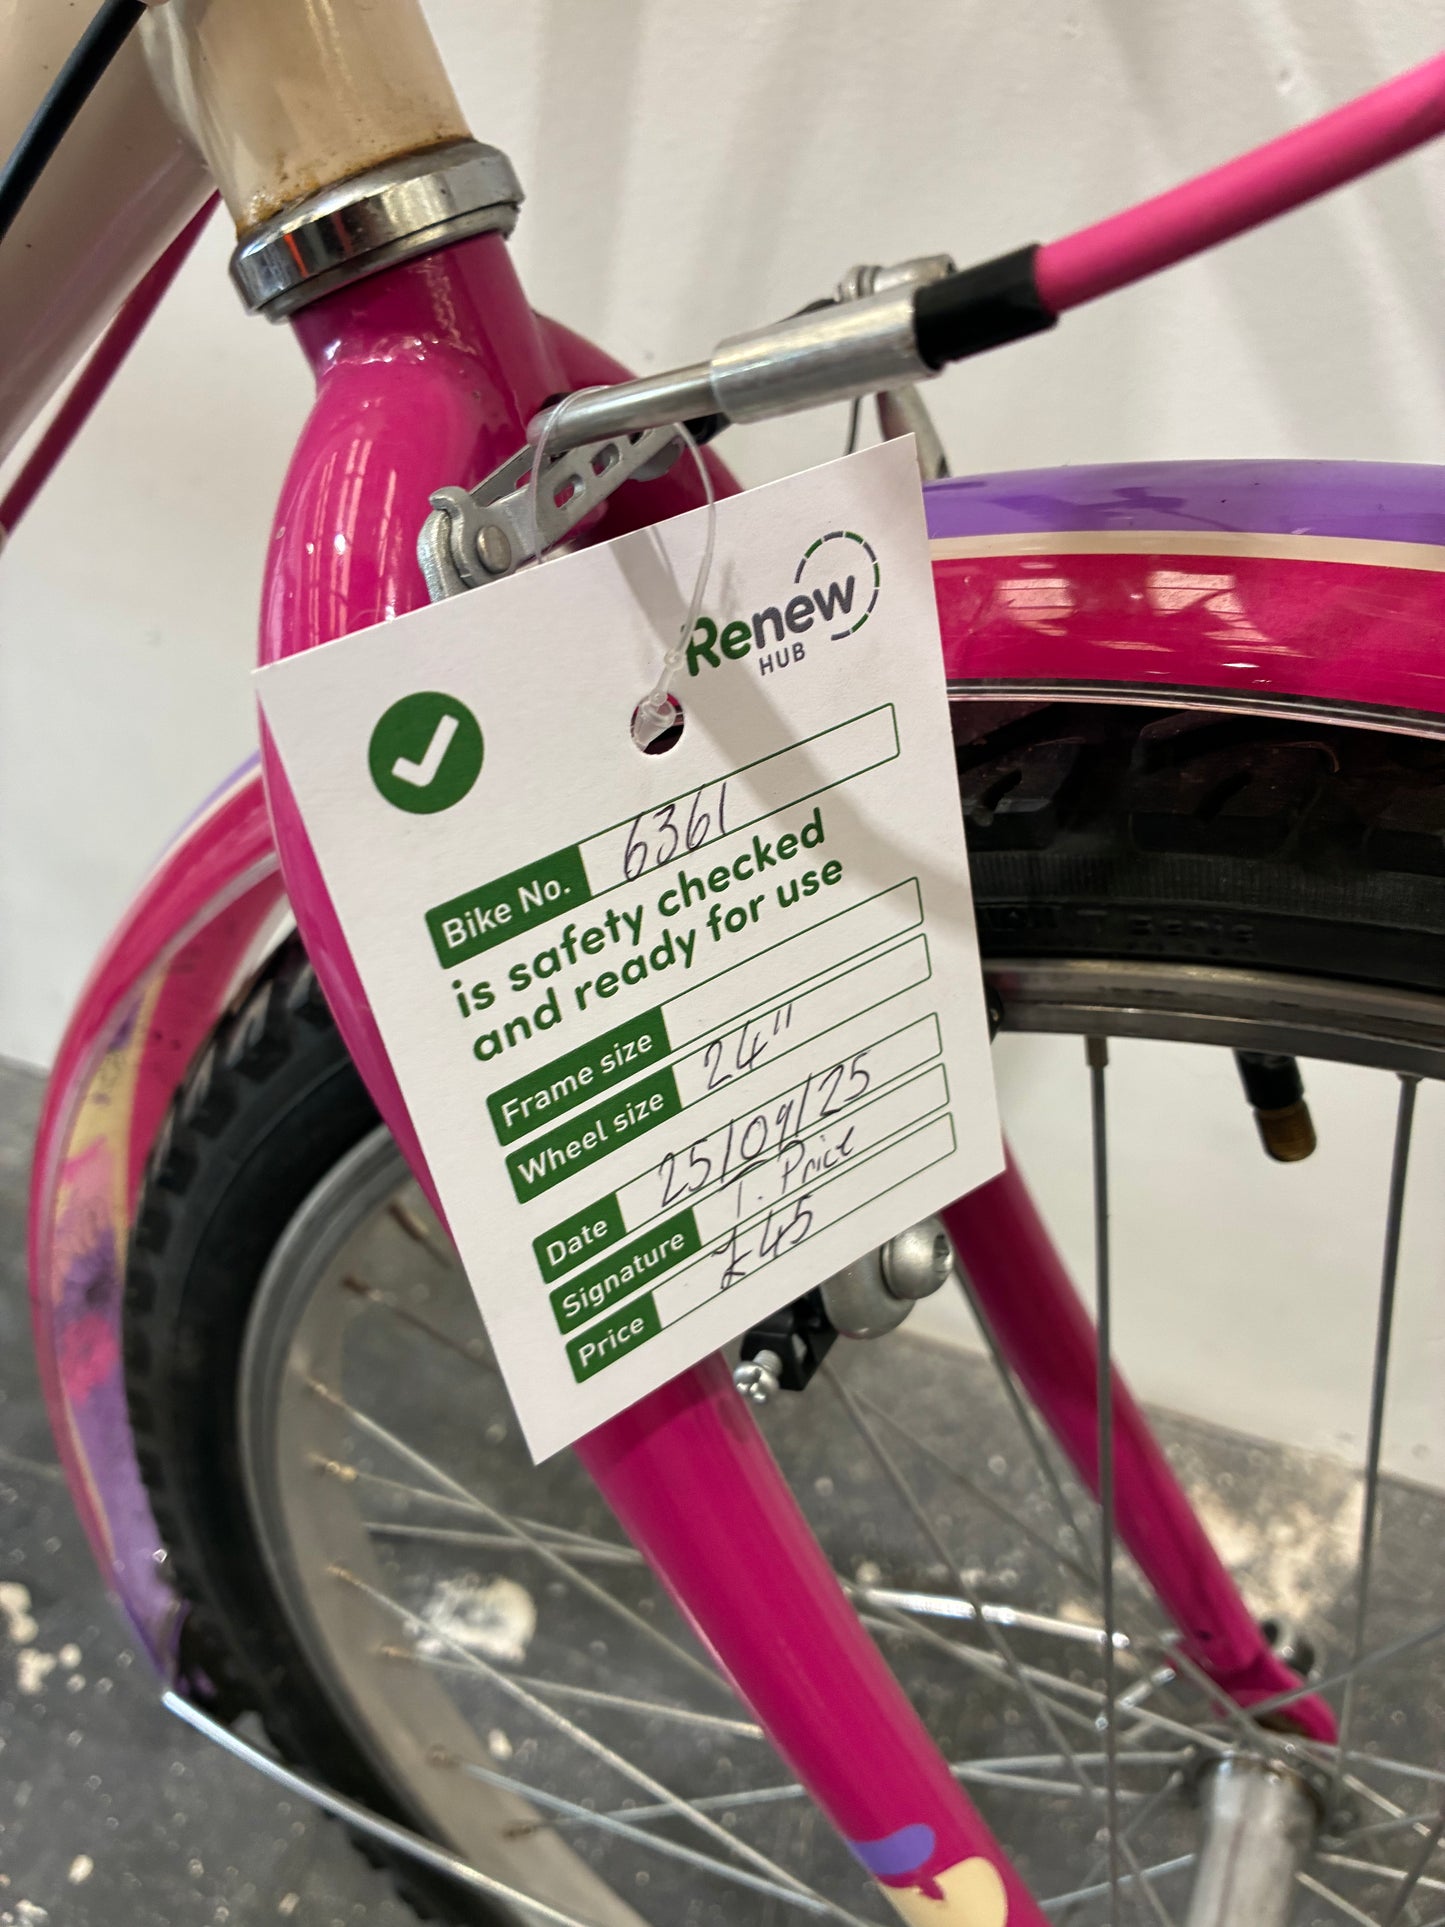 Renew
HUB
Bike No. 6361
is safety checked
and ready for use
Frame size
Wheel size 24"
Date 25/09/25
Signature T. Price
Price £45